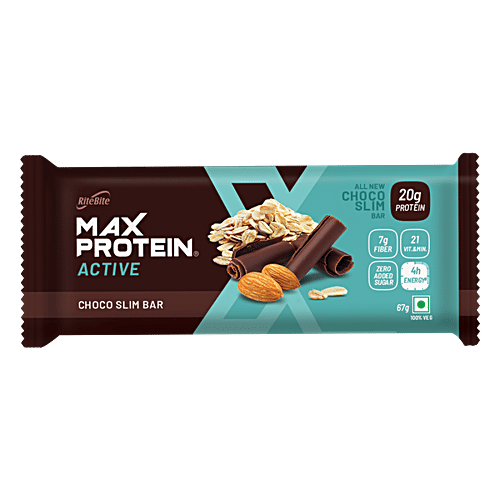 RiteBite
MAX
PROTEIN®
ACTIVE
CHOCO SLIM BAR
ALL NEW
CHOCO
SLIM
BAR
20g
PROTEIN
7g
FIBER
21
VIT.&MIN.
ZERO
ADDED
SUGAR
4h
ENERGY#
67g
100% VEG